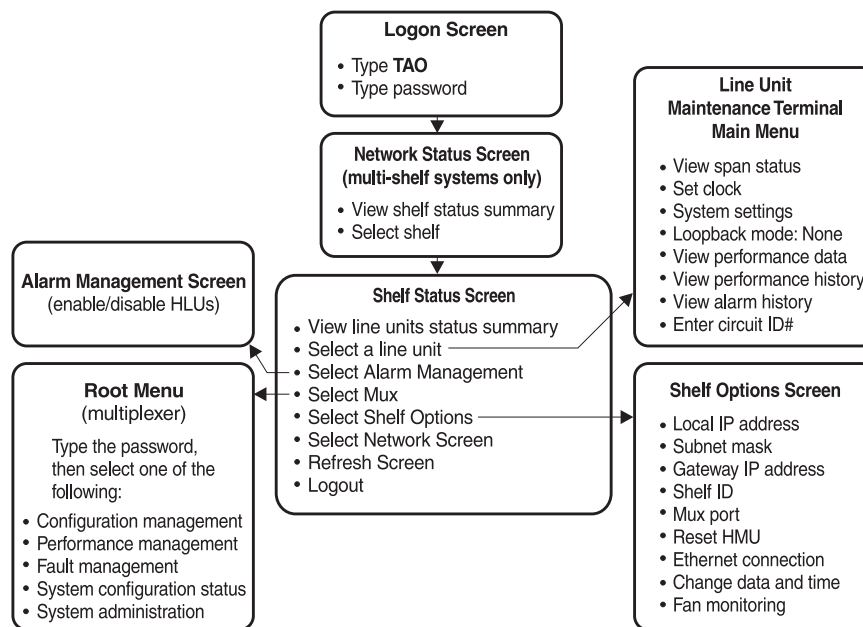 Logon Screen
• Type TAO
• Type password
Network Status Screen
(multi-shelf systems only)
• View shelf status summary
• Select shelf
Line Unit
Maintenance Terminal
Main Menu
• View span status
• Set clock
• System settings
• Loopback mode: None
• View performance data
• View performance history
• View alarm history
• Enter circuit ID#
Alarm Management Screen
(enable/disable HLUs)
Shelf Status Screen
• View line units status summary
• Select a line unit
• Select Alarm Management
• Select Mux
• Select Shelf Options
• Select Network Screen
• Refresh Screen
• Logout
Root Menu
(multiplexer)
Type the password,
then select one of the
following:
• Configuration management
• Performance management
• Fault management
• System configuration status
• System administration
Shelf Options Screen
• Local IP address
• Subnet mask
• Gateway IP address
• Shelf ID
• Mux port
• Reset HMU
• Ethernet connection
• Change data and time
• Fan monitoring